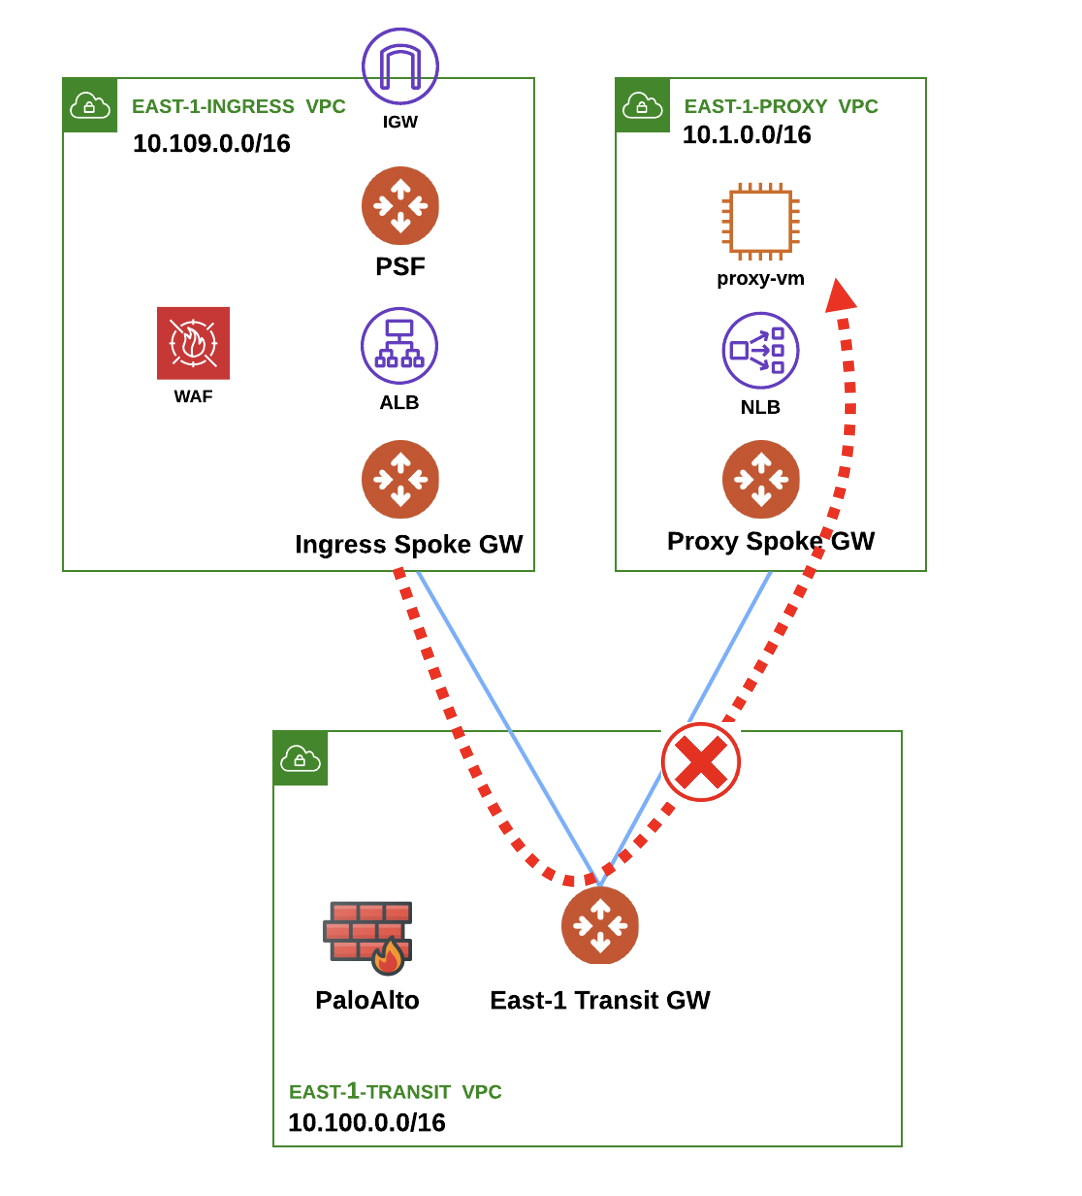 IGW
EAST-1-INGRESS VPC
10.109.0.0/16
PSF
WAF
ALB
Ingress Spoke GW
EAST-1-PROXY VPC
10.1.0.0/16
proxy-vm
NLB
Proxy Spoke GW
PaloAlto
East-1 Transit GW
EAST-1-TRANSIT VPC
10.100.0.0/16